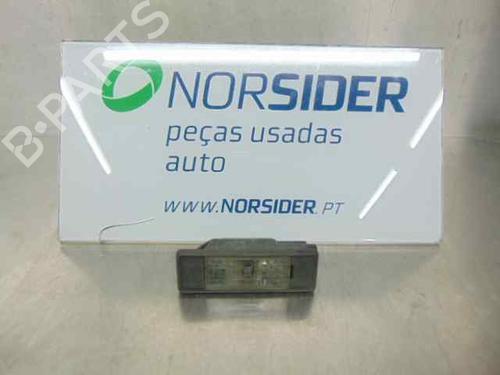 NORSIDER
peças usadas
auto
WWW.NORSIDER.PT
B-PARTS